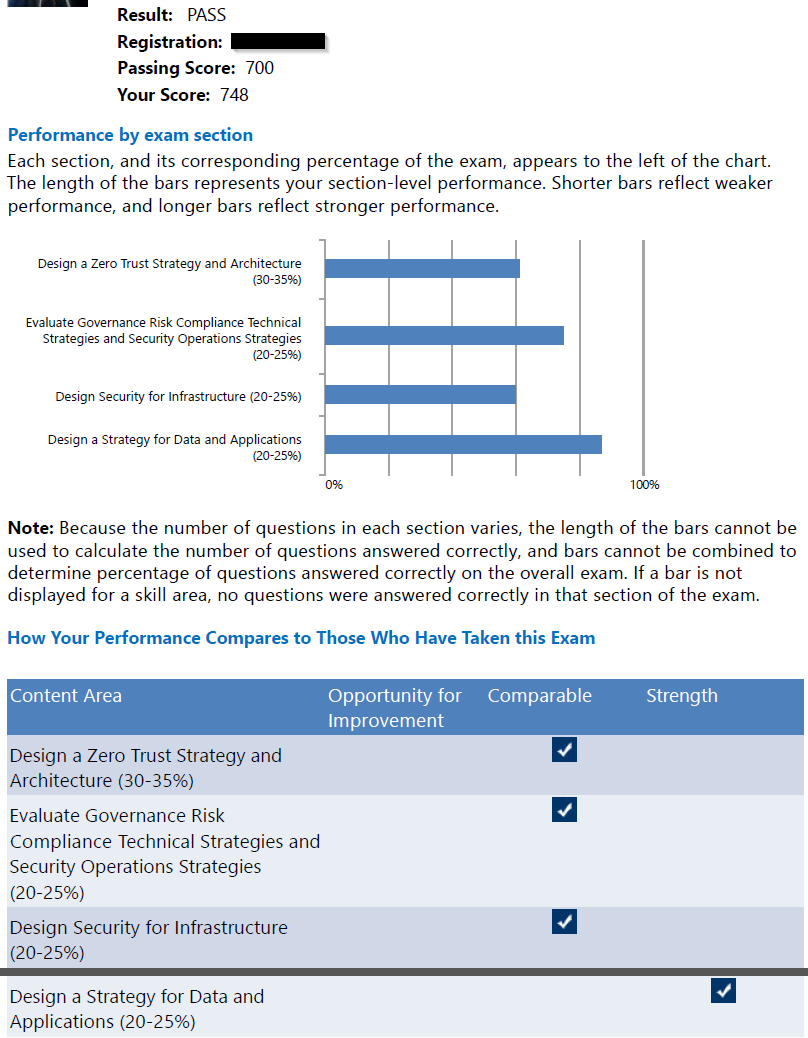 Result: PASS
Registration:
Passing Score: 700
Your Score: 748
Performance by exam section
Each section, and its corresponding percentage of the exam, appears to the left of the chart.
The length of the bars represents your section-level performance. Shorter bars reflect weaker
performance, and longer bars reflect stronger performance.
Design a Zero Trust Strategy and Architecture
(30-35%)
Evaluate Governance Risk Compliance Technical
Strategies and Security Operations Strategies
(20-25%)
Design Security for Infrastructure (20-25%)
Design a Strategy for Data and Applications
(20-25%)
0% 100%
Note: Because the number of questions in each section varies, the length of the bars cannot be
used to calculate the number of questions answered correctly, and bars cannot be combined to
determine percentage of questions answered correctly on the overall exam. If a bar is not
displayed for a skill area, no questions were answered correctly in that section of the exam.
How Your Performance Compares to Those Who Have Taken this Exam
Content Area Opportunity for Comparable Strength
Improvement
Design a Zero Trust Strategy and
Architecture (30-35%)
Evaluate Governance Risk
Compliance Technical Strategies and
Security Operations Strategies
(20-25%)
Design Security for Infrastructure
(20-25%)
Design a Strategy for Data and
Applications (20-25%)